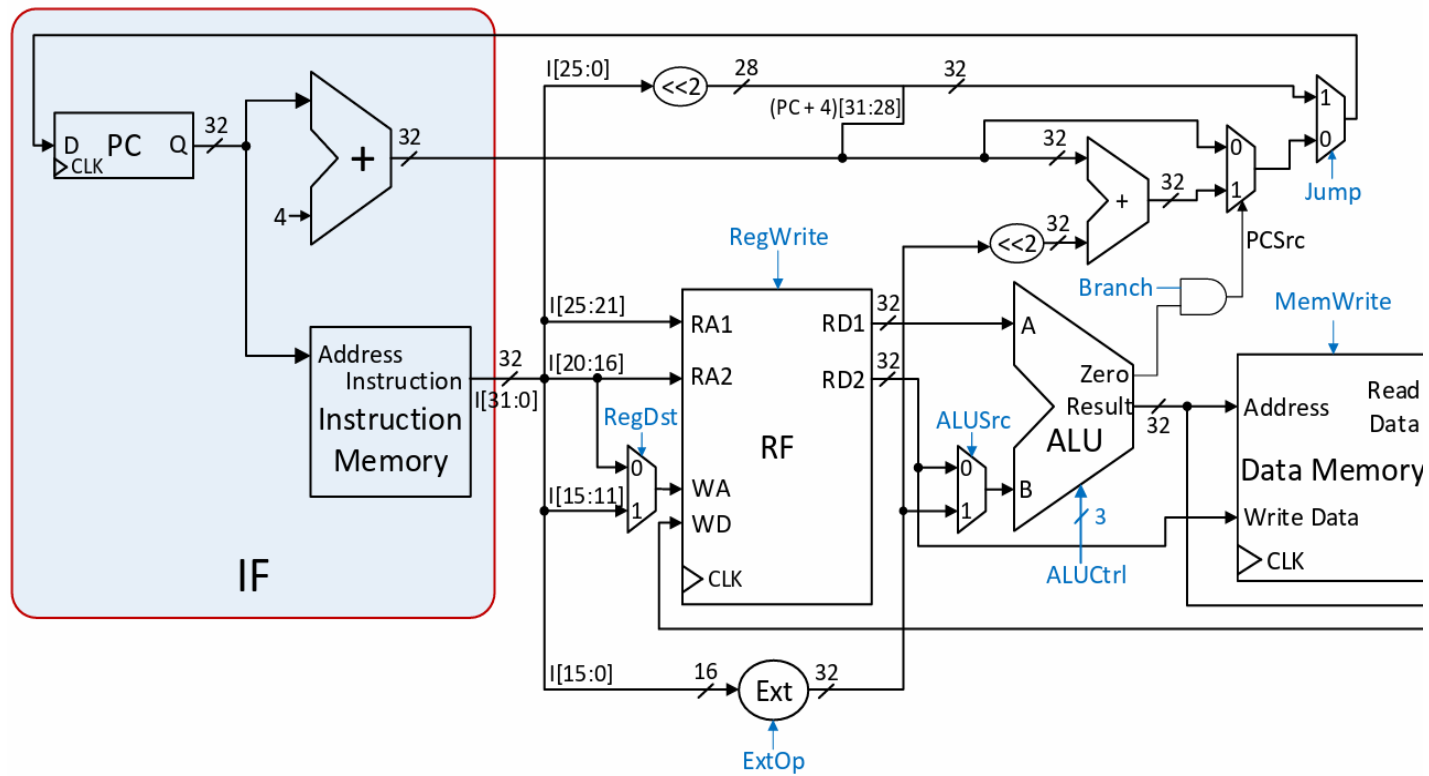 I[25:0]
<<2
28
32
(PC + 4)[31:28]
1
0
Jump
D PC Q
CLK
32
+
32
4
32
+
32
0
1
<<2
32
PCSrc
RegWrite
Branch
MemWrite
I[25:21]
RA1
RD1
32
A
Address
Instruction
Instruction
Memory
32
I[31:0]
I[20:16]
RA2
RD2
32
Zero
Result
32
ALU
Address
Read
Data
Data Memory
Write Data
CLK
RegDst
0
1
I[15:11]
WA
WD
RF
CLK
ALUSrc
0
1
B
3
ALUCtrl
IF
I[15:0]
16
Ext
32
ExtOp